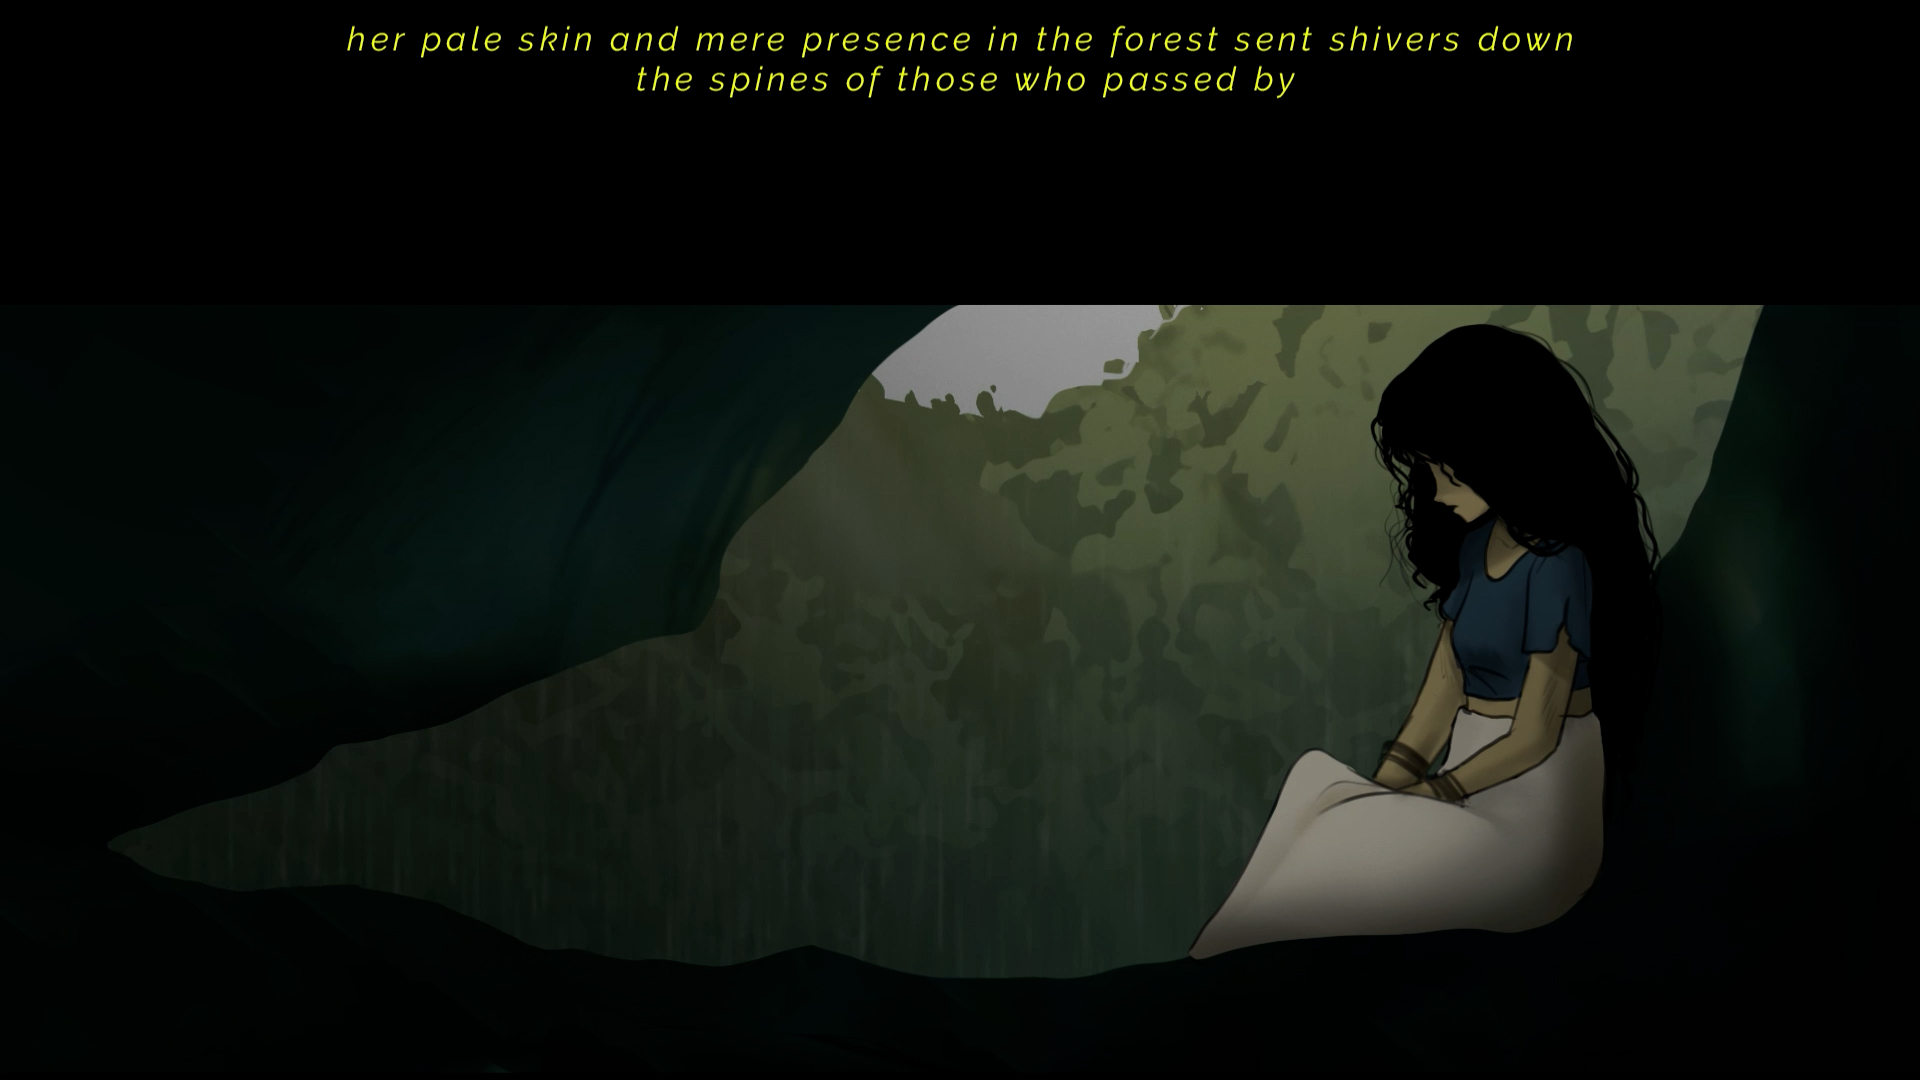 her pale skin and mere presence in the forest sent shivers down
the spines of those who passed by